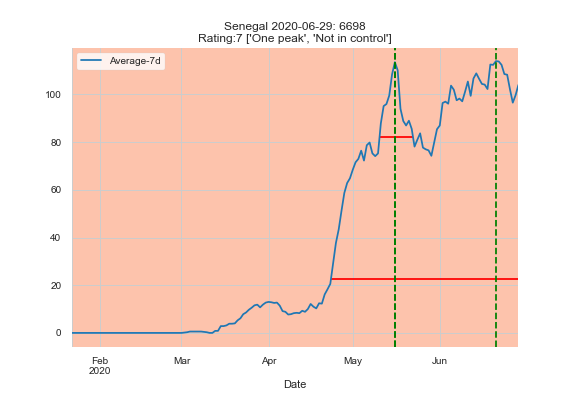 Senegal 2020-06-29: 6698
Rating:7 ['One peak', 'Not in control']
Average-7d
100
80
60
40
20
0
Feb
2020
Mar
Apr
May
Jun
Date